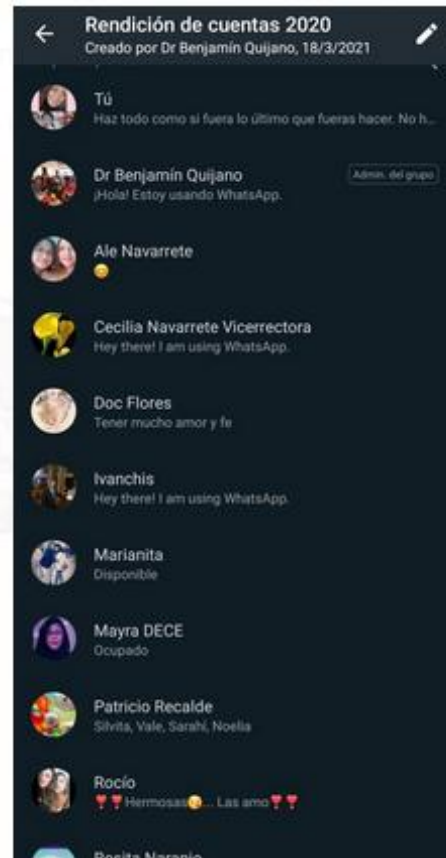 Rendición de cuentas 2020
Creado por Dr Benjamín Quijano, 18/3/2021
Tú
Haz todo como si fuera lo último que fueras hacer. No h...
Dr Benjamín Quijano
Admin. del grupo
¡Hola! Estoy usando WhatsApp.
Ale Navarrete
😊
Cecilia Navarrete Vicerrectora
Hey there! I am using WhatsApp.
Doc Flores
Tener mucho amor y fe
Ivanchis
Hey there! I am using WhatsApp.
Marianita
Disponible
Mayra DECE
Ocupado
Patricio Recalde
Silvita, Vale, Sarahí, Noelia
Rocío
❣❣Hermosas😘... Las amo❣❣
Rosita Naranjo